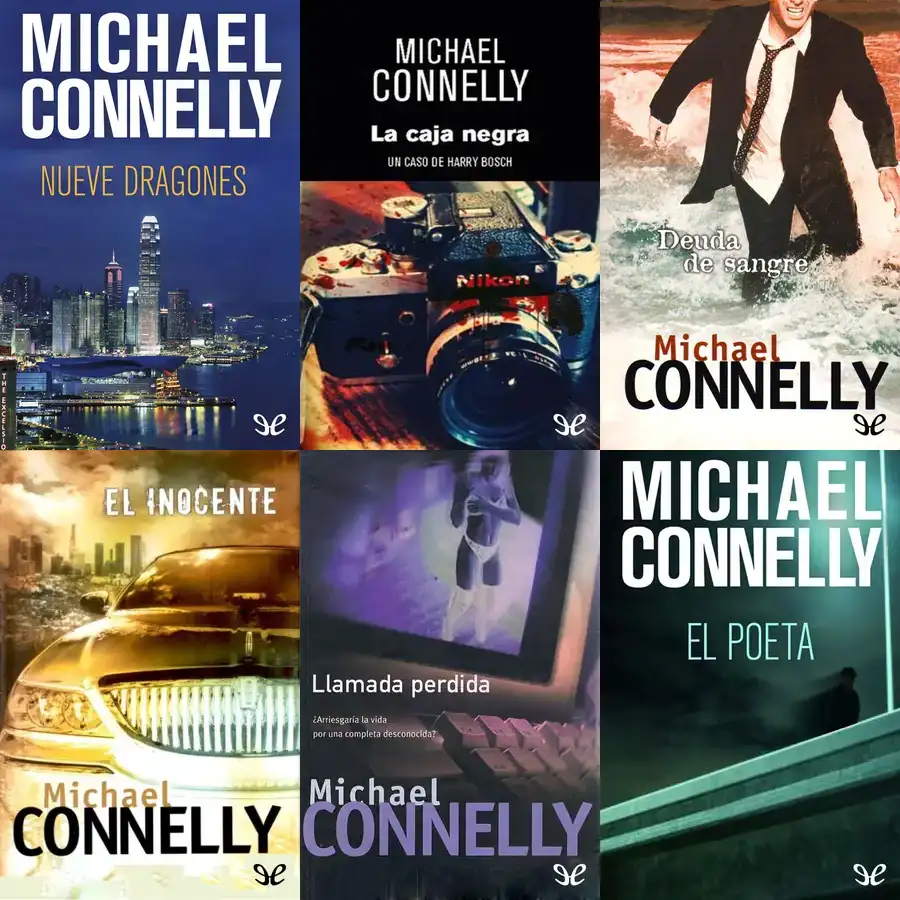 MICHAEL
CONNELLY
NUEVE DRAGONES
MICHAEL
CONNELLY
La caja negra
UN CASO DE HARRY BOSCH
Nikon
Deuda
de sangre
Michael
CONNELLY
EL INOCENTE
Michael
CONNELLY
Llamada perdida
¿Arriesgaría la vida
por una completa desconocida?
Michael
CONNELLY
MICHAEL
CONNELLY
EL POETA